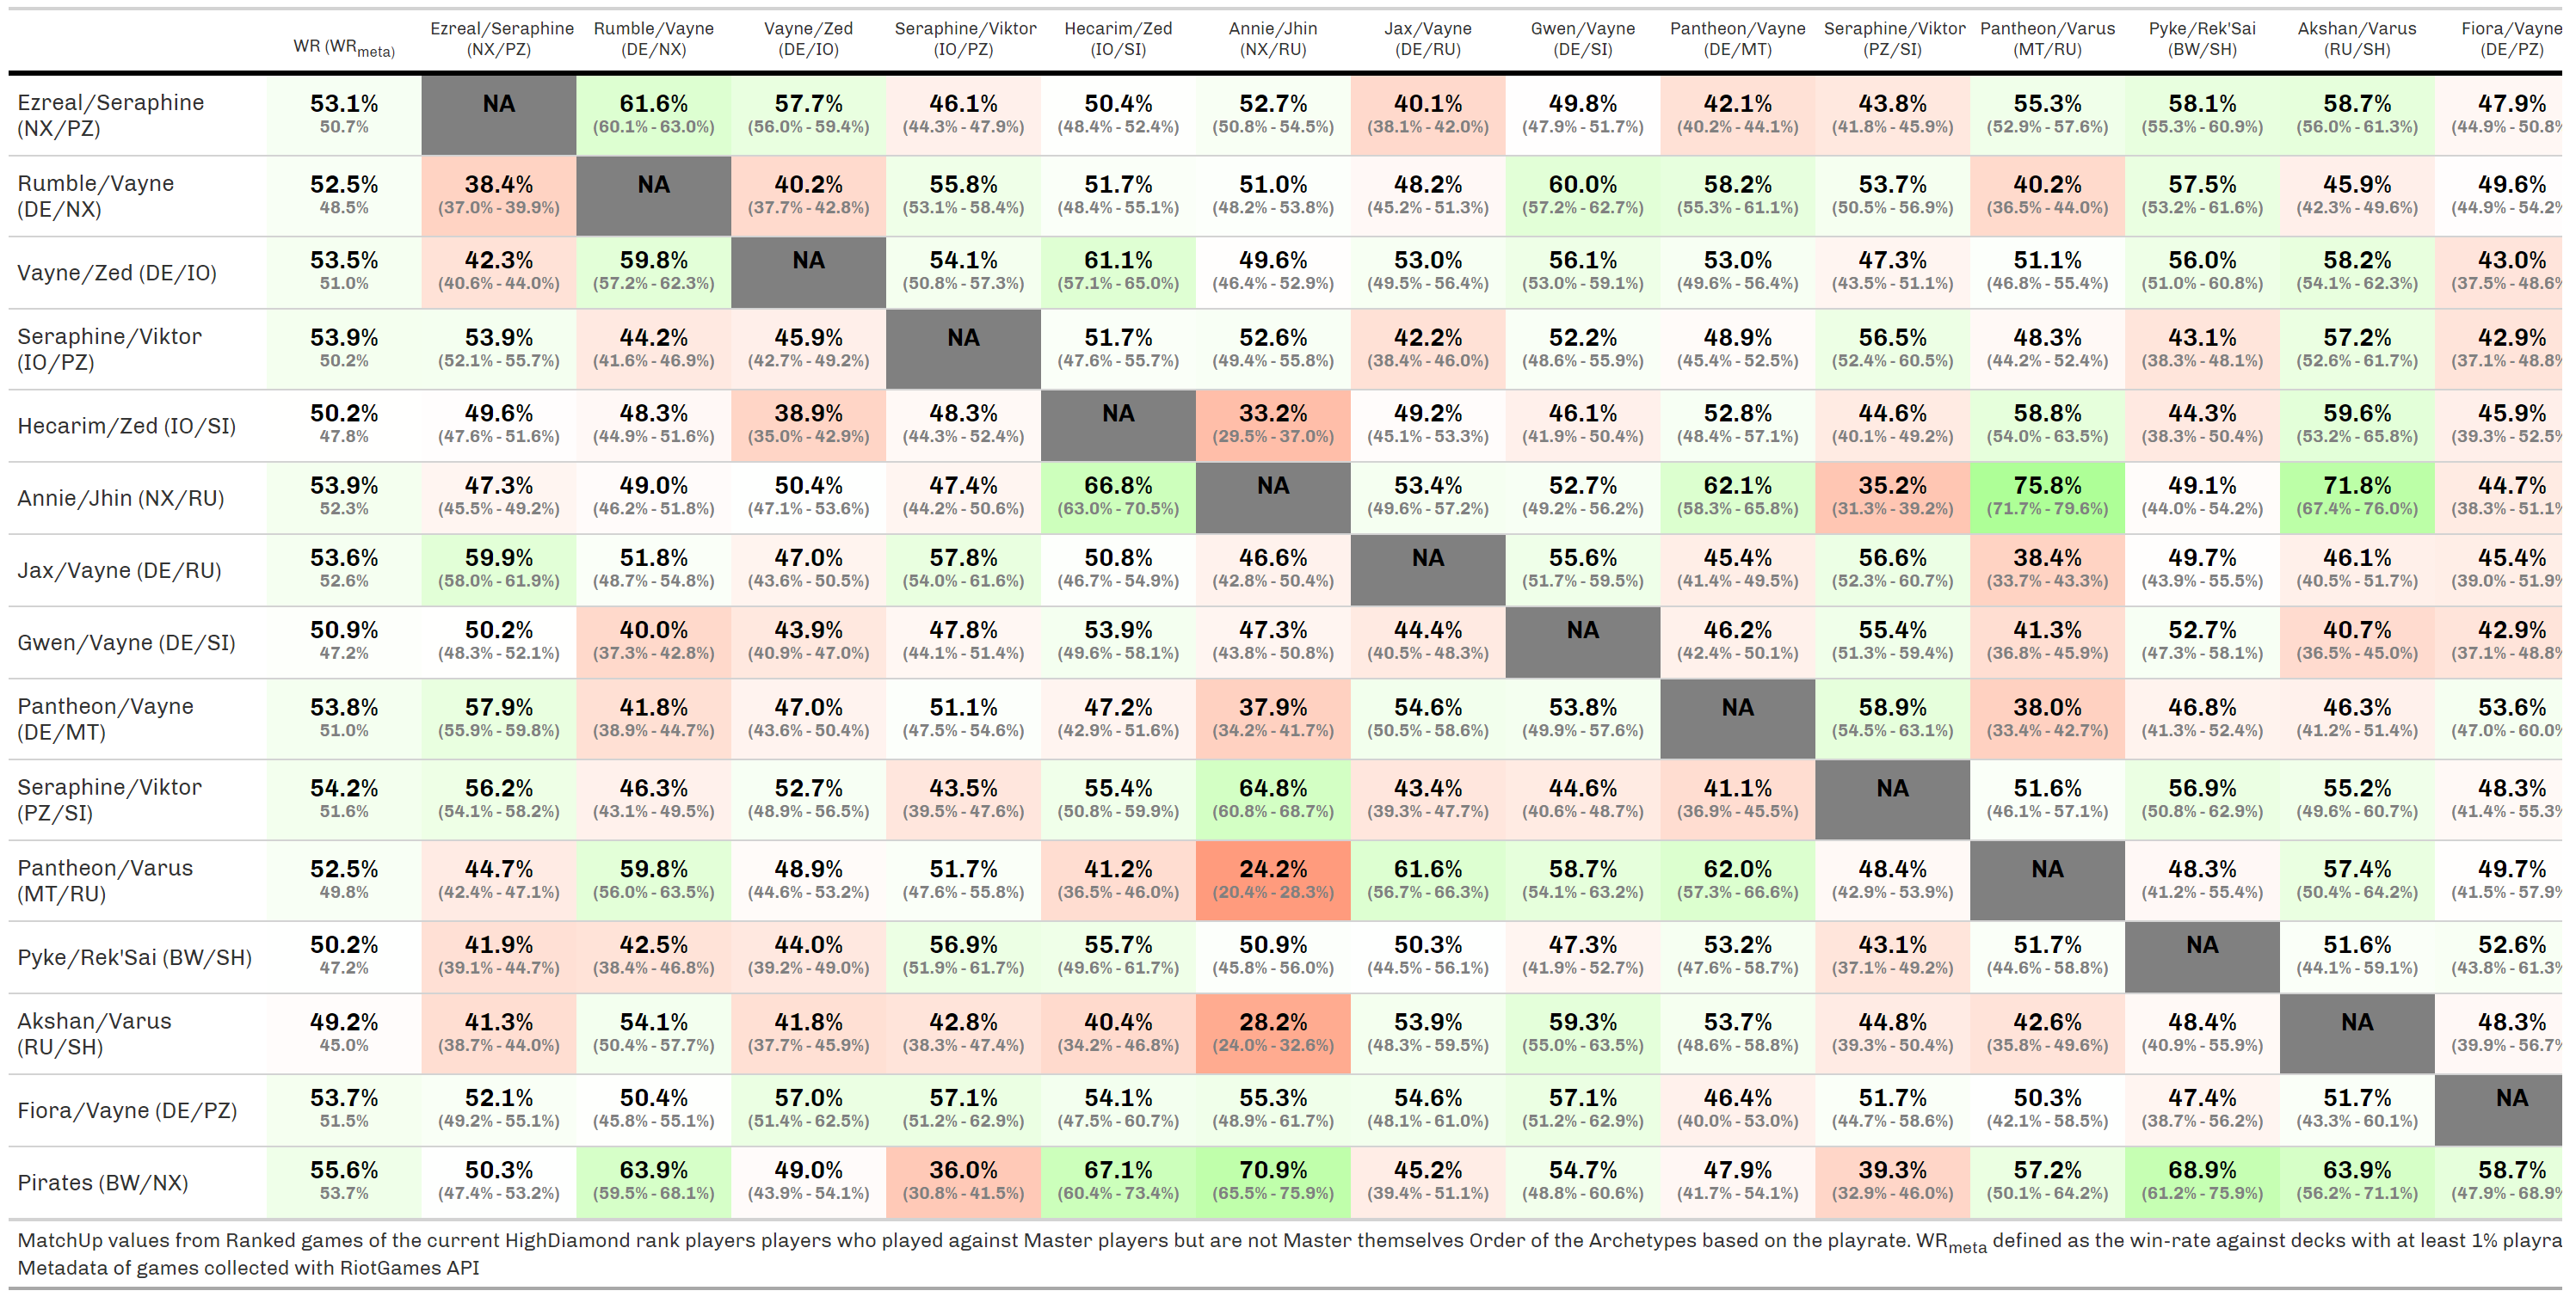 WR (WRmeta) Ezreal/Seraphine (NX/PZ) Rumble/Vayne (DE/NX) Vayne/Zed (DE/IO) Seraphine/Viktor (IO/PZ) Hecarim/Zed (IO/SI) Annie/Jhin (NX/RU) Jax/Vayne (DE/RU) Gwen/Vayne (DE/SI) Pantheon/Vayne (DE/MT) Seraphine/Viktor (PZ/SI) Pantheon/Varus (MT/RU) Pyke/Rek'Sai (BW/SH) Akshan/Varus (RU/SH) Fiora/Vayne (DE/PZ)
Ezreal/Seraphine 53.1% NA 61.6% 57.7% 46.1% 50.4% 52.7% 40.1% 49.8% 42.1% 43.8% 55.3% 58.1% 58.7% 47.9%
(NX/PZ) 50.7% (60.1% - 63.0%) (56.0% - 59.4%) (44.3% - 47.9%) (48.4% - 52.4%) (50.8% - 54.5%) (38.1% - 42.0%) (47.9% - 51.7%) (40.2% - 44.1%) (41.8% - 45.9%) (52.9% - 57.6%) (55.3% - 60.9%) (56.0% - 61.3%) (44.9% - 50.8%
Rumble/Vayne 52.5% 38.4% NA 40.2% 55.8% 51.7% 51.0% 48.2% 60.0% 58.2% 53.7% 40.2% 57.5% 45.9% 49.6%
(DE/NX) 48.5% (37.0% - 39.9%) (37.7% - 42.8%) (53.1% - 58.4%) (48.4% - 55.1%) (48.2% - 53.8%) (45.2% - 51.3%) (57.2% - 62.7%) (55.3% - 61.1%) (50.5% - 56.9%) (36.5% - 44.0%) (53.2% - 61.6%) (42.3% - 49.6%) (44.9% - 54.2%
Vayne/Zed (DE/IO) 53.5% 42.3% 59.8% NA 54.1% 61.1% 49.6% 53.0% 56.1% 53.0% 47.3% 51.1% 56.0% 58.2% 43.0%
51.0% (40.6% - 44.0%) (57.2% - 62.3%) (50.8% - 57.3%) (57.1% - 65.0%) (46.4% - 52.9%) (49.5% - 56.4%) (53.0% - 59.1%) (49.6% - 56.4%) (43.5% - 51.1%) (46.8% - 55.4%) (51.0% - 60.8%) (54.1% - 62.3%) (37.5% - 48.6%
Seraphine/Viktor 53.9% 53.9% 44.2% 45.9% NA 51.7% 52.6% 42.2% 52.2% 48.9% 56.5% 48.3% 43.1% 57.2% 42.9%
(IO/PZ) 50.2% (52.1% - 55.7%) (41.6% - 46.9%) (42.7% - 49.2%) (47.6% - 55.7%) (49.4% - 55.8%) (38.4% - 46.0%) (48.6% - 55.9%) (45.4% - 52.5%) (52.4% - 60.5%) (44.2% - 52.4%) (38.3% - 48.1%) (52.6% - 61.7%) (37.1% - 48.8%
Hecarim/Zed (IO/SI) 50.2% 49.6% 48.3% 38.9% 48.3% NA 33.2% 49.2% 46.1% 52.8% 44.6% 58.8% 44.3% 59.6% 45.9%
47.8% (47.6% - 51.6%) (44.9% - 51.6%) (35.0% - 42.9%) (44.3% - 52.4%) (29.5% - 37.0%) (45.1% - 53.3%) (41.9% - 50.4%) (48.4% - 57.1%) (40.1% - 49.2%) (54.0% - 63.5%) (38.3% - 50.4%) (53.2% - 65.8%) (39.3% - 52.5%
Annie/Jhin (NX/RU) 53.9% 47.3% 49.0% 50.4% 47.4% 66.8% NA 53.4% 52.7% 62.1% 35.2% 75.8% 49.1% 71.8% 44.7%
52.3% (45.5% - 49.2%) (46.2% - 51.8%) (47.1% - 53.6%) (44.2% - 50.6%) (63.0% - 70.5%) (49.6% - 57.2%) (49.2% - 56.2%) (58.3% - 65.8%) (31.3% - 39.2%) (71.7% - 79.6%) (44.0% - 54.2%) (67.4% - 76.0%) (38.3% - 51.1%
Jax/Vayne (DE/RU) 53.6% 59.9% 51.8% 47.0% 57.8% 50.8% 46.6% NA 55.6% 45.4% 56.6% 38.4% 49.7% 46.1% 45.4%
52.6% (58.0% - 61.9%) (48.7% - 54.8%) (43.6% - 50.5%) (54.0% - 61.6%) (46.7% - 54.9%) (42.8% - 50.4%) (51.7% - 59.5%) (41.4% - 49.5%) (52.3% - 60.7%) (33.7% - 43.3%) (43.9% - 55.5%) (40.5% - 51.7%) (39.0% - 51.9%
Gwen/Vayne (DE/SI) 50.9% 50.2% 40.0% 43.9% 47.8% 53.9% 47.3% 44.4% NA 46.2% 55.4% 41.3% 52.7% 40.7% 42.9%
47.2% (48.3% - 52.1%) (37.3% - 42.8%) (40.9% - 47.0%) (44.1% - 51.4%) (49.6% - 58.1%) (43.8% - 50.8%) (40.5% - 48.3%) (42.4% - 50.1%) (51.3% - 59.4%) (36.8% - 45.9%) (47.3% - 58.1%) (36.5% - 45.0%) (37.1% - 48.8%
Pantheon/Vayne 53.8% 57.9% 41.8% 47.0% 51.1% 47.2% 37.9% 54.6% 53.8% NA 58.9% 38.0% 46.8% 46.3% 53.6%
(DE/MT) 51.0% (55.9% - 59.8%) (38.9% - 44.7%) (43.6% - 50.4%) (47.5% - 54.6%) (42.9% - 51.6%) (34.2% - 41.7%) (50.5% - 58.6%) (49.9% - 57.6%) (54.5% - 63.1%) (33.4% - 42.7%) (41.3% - 52.4%) (41.2% - 51.4%) (47.0% - 60.0%
Seraphine/Viktor 54.2% 56.2% 46.3% 52.7% 43.5% 55.4% 64.8% 43.4% 44.6% 41.1% NA 51.6% 56.9% 55.2% 48.3%
(PZ/SI) 51.6% (54.1% - 58.2%) (43.1% - 49.5%) (48.9% - 56.5%) (39.5% - 47.6%) (50.8% - 59.9%) (60.8% - 68.7%) (39.3% - 47.7%) (40.6% - 48.7%) (36.9% - 45.5%) (46.1% - 57.1%) (50.8% - 62.9%) (49.6% - 60.7%) (41.4% - 55.3%
Pantheon/Varus 52.5% 44.7% 59.8% 48.9% 51.7% 41.2% 24.2% 61.6% 58.7% 62.0% 48.4% NA 48.3% 57.4% 49.7%
(MT/RU) 49.8% (42.4% - 47.1%) (56.0% - 63.5%) (44.6% - 53.2%) (47.6% - 55.8%) (36.5% - 46.0%) (20.4% - 28.3%) (56.7% - 66.3%) (54.1% - 63.2%) (57.3% - 66.6%) (42.9% - 53.9%) (41.2% - 55.4%) (50.4% - 64.2%) (41.5% - 57.9%
Pyke/Rek'Sai (BW/SH) 50.2% 41.9% 42.5% 44.0% 56.9% 55.7% 50.9% 50.3% 47.3% 53.2% 43.1% 51.7% NA 51.6% 52.6%
47.2% (39.1% - 44.7%) (38.4% - 46.8%) (39.2% - 49.0%) (51.9% - 61.7%) (49.6% - 61.7%) (45.8% - 56.0%) (44.5% - 56.1%) (41.9% - 52.7%) (47.6% - 58.7%) (37.1% - 49.2%) (44.6% - 58.8%) (44.1% - 59.1%) (43.8% - 61.3%
Akshan/Varus 49.2% 41.3% 54.1% 41.8% 42.8% 40.4% 28.2% 53.9% 59.3% 53.7% 44.8% 42.6% 48.4% NA 48.3%
(RU/SH) 45.0% (38.7% - 44.0%) (50.4% - 57.7%) (37.7% - 45.9%) (38.3% - 47.4%) (34.2% - 46.8%) (24.0% - 32.6%) (48.3% - 59.5%) (55.0% - 63.5%) (48.6% - 58.8%) (39.3% - 50.4%) (35.8% - 49.6%) (40.9% - 55.9%) (39.9% - 56.7%
Fiora/Vayne (DE/PZ) 53.7% 52.1% 50.4% 57.0% 57.1% 54.1% 55.3% 54.6% 57.1% 46.4% 51.7% 50.3% 47.4% 51.7% NA
51.5% (49.2% - 55.1%) (45.8% - 55.1%) (51.4% - 62.5%) (51.2% - 62.9%) (47.5% - 60.7%) (48.9% - 61.7%) (48.1% - 61.0%) (51.2% - 62.9%) (40.0% - 53.0%) (44.7% - 58.6%) (42.1% - 58.5%) (38.7% - 56.2%) (43.3% - 60.1%)
Pirates (BW/NX) 55.6% 50.3% 63.9% 49.0% 36.0% 67.1% 70.9% 45.2% 54.7% 47.9% 39.3% 57.2% 68.9% 63.9% 58.7%
53.7% (47.4% - 53.2%) (59.5% - 68.1%) (43.9% - 54.1%) (30.8% - 41.5%) (60.4% - 73.4%) (65.5% - 75.9%) (39.4% - 51.1%) (48.8% - 60.6%) (41.7% - 54.1%) (32.9% - 46.0%) (50.1% - 64.2%) (61.2% - 75.9%) (56.2% - 71.1%) (47.9% - 68.9%
MatchUp values from Ranked games of the current HighDiamond rank players players who played against Master players but are not Master themselves Order of the Archetypes based on the playrate. WRmeta defined as the win-rate against decks with at least 1% playra
Metadata of games collected with RiotGames API